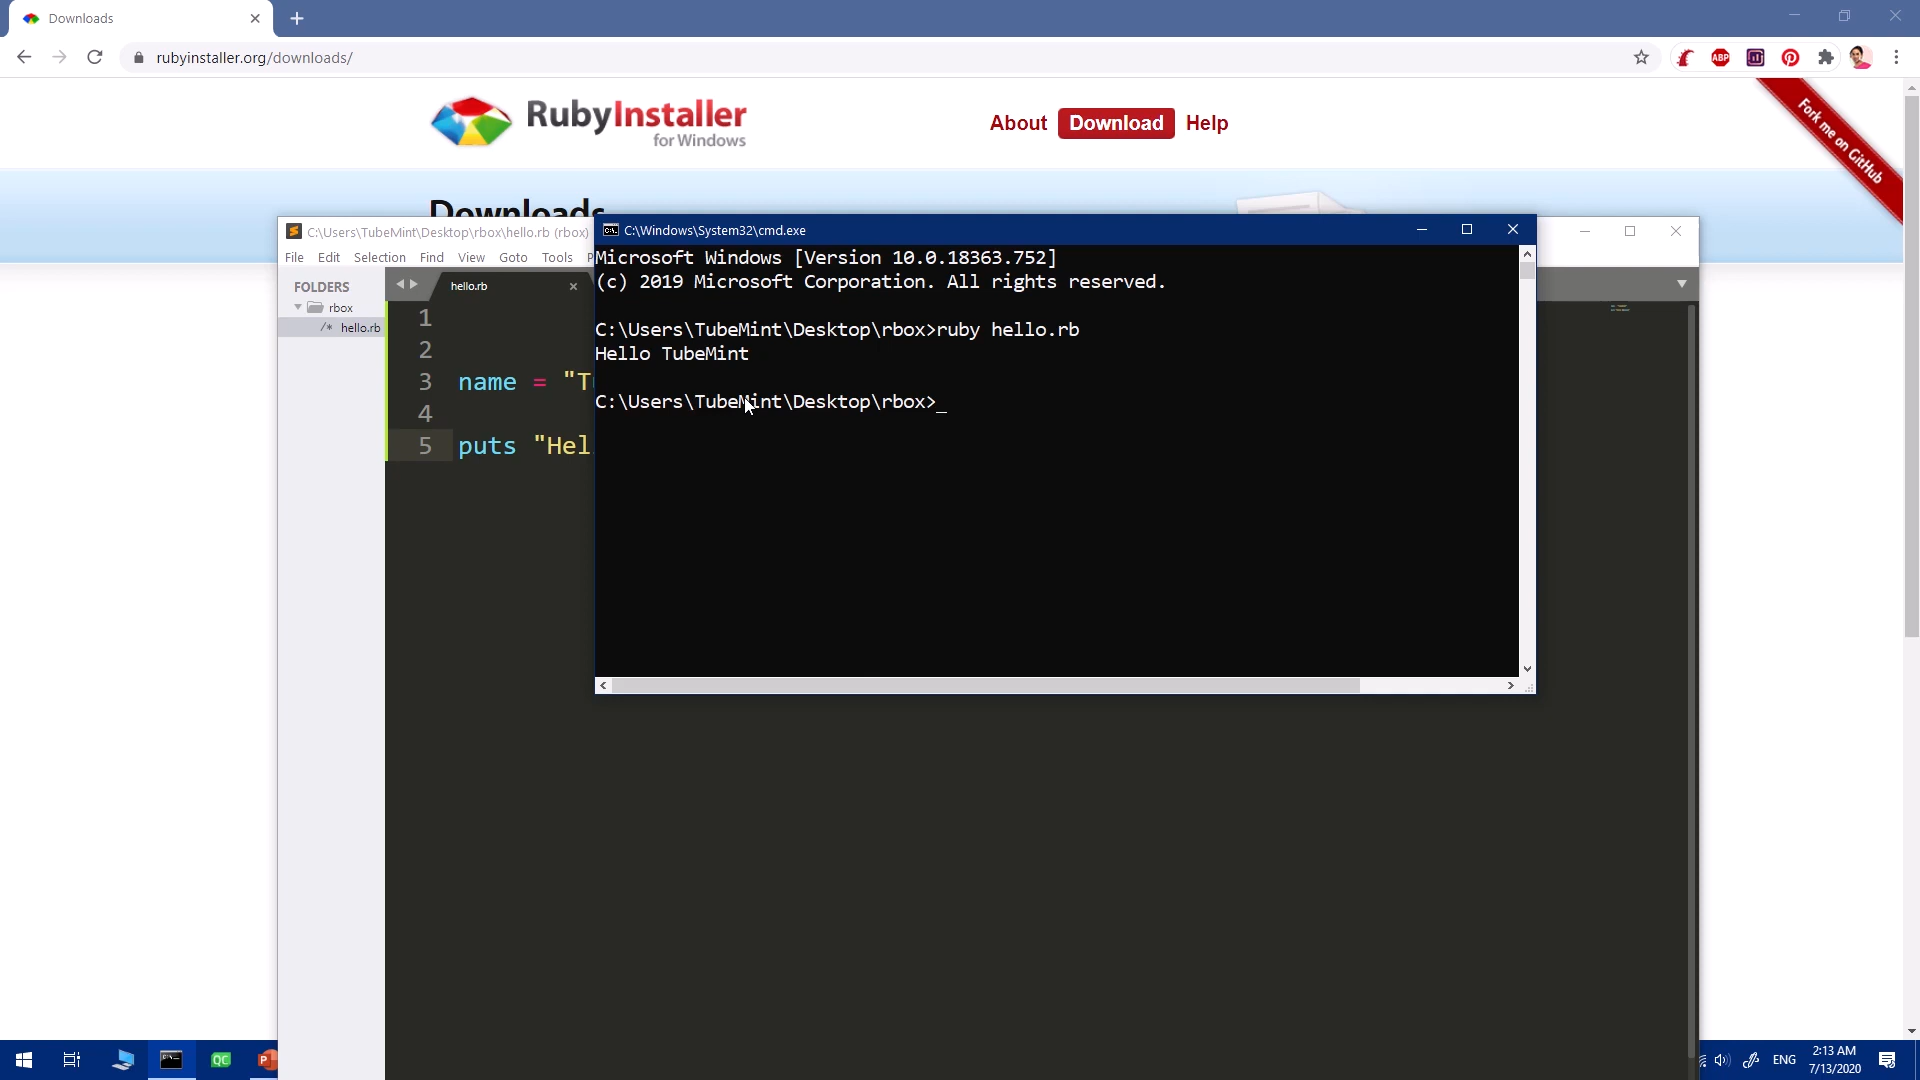 Downloads
rubyinstaller.org/downloads/
ABP
RubyInstaller
for Windows
About Download Help
Fork me on GitHub
Downloads
C:\Users\TubeMint\Desktop\rbox\hello.rb (rbox)
File Edit Selection Find View Goto Tools P
FOLDERS
rbox
/* hello.rb
hello.rb
1
2
3 name = "T
4
5 puts "Hel
C:\Windows\System32\cmd.exe
Microsoft Windows [Version 10.0.18363.752]
(c) 2019 Microsoft Corporation. All rights reserved.
C:\Users\TubeMint\Desktop\rbox>ruby hello.rb
Hello TubeMint
C:\Users\TubeMint\Desktop\rbox>_
QC
P
ENG
2:13 AM
7/13/2020